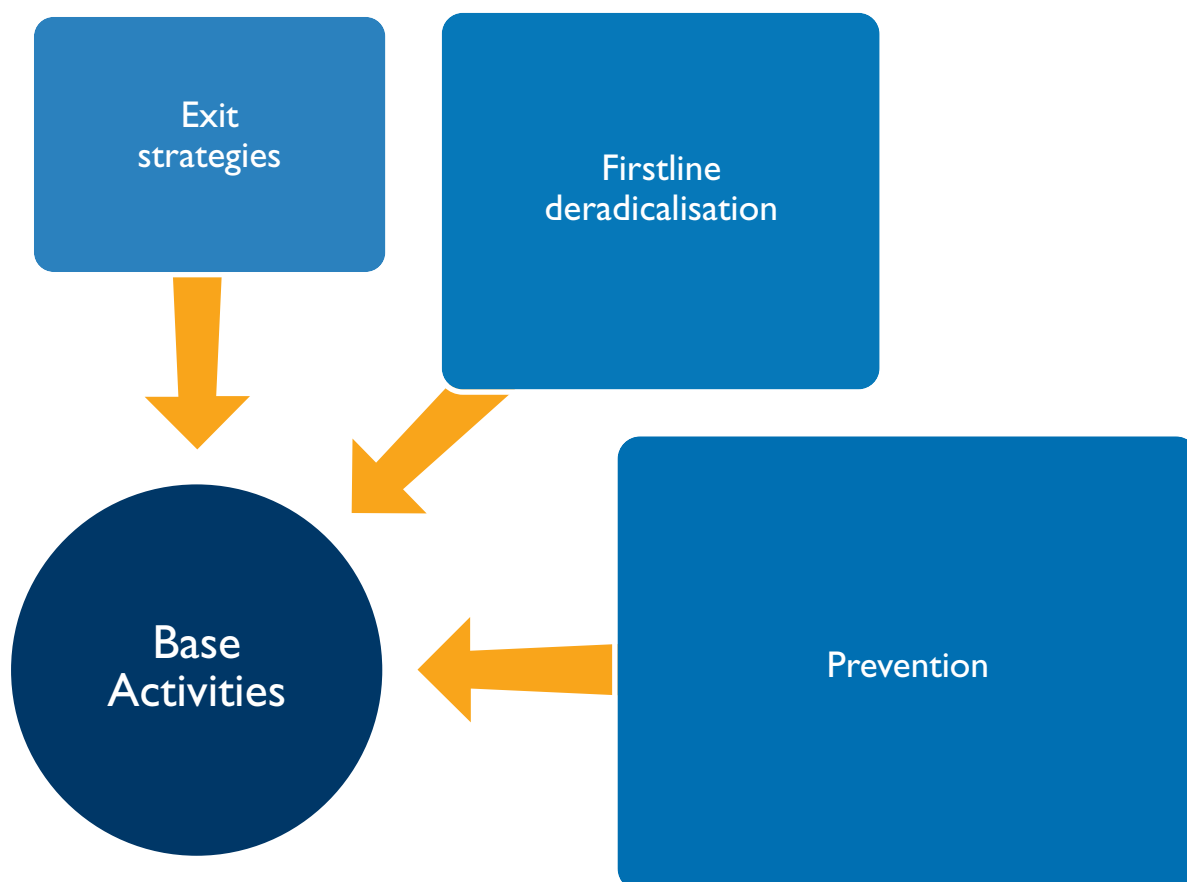 Exit
strategies
Firstline
deradicalisation
Base
Activities
Prevention